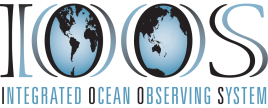 IOOS
INTEGRATED OCEAN OBSERVING SYSTEM